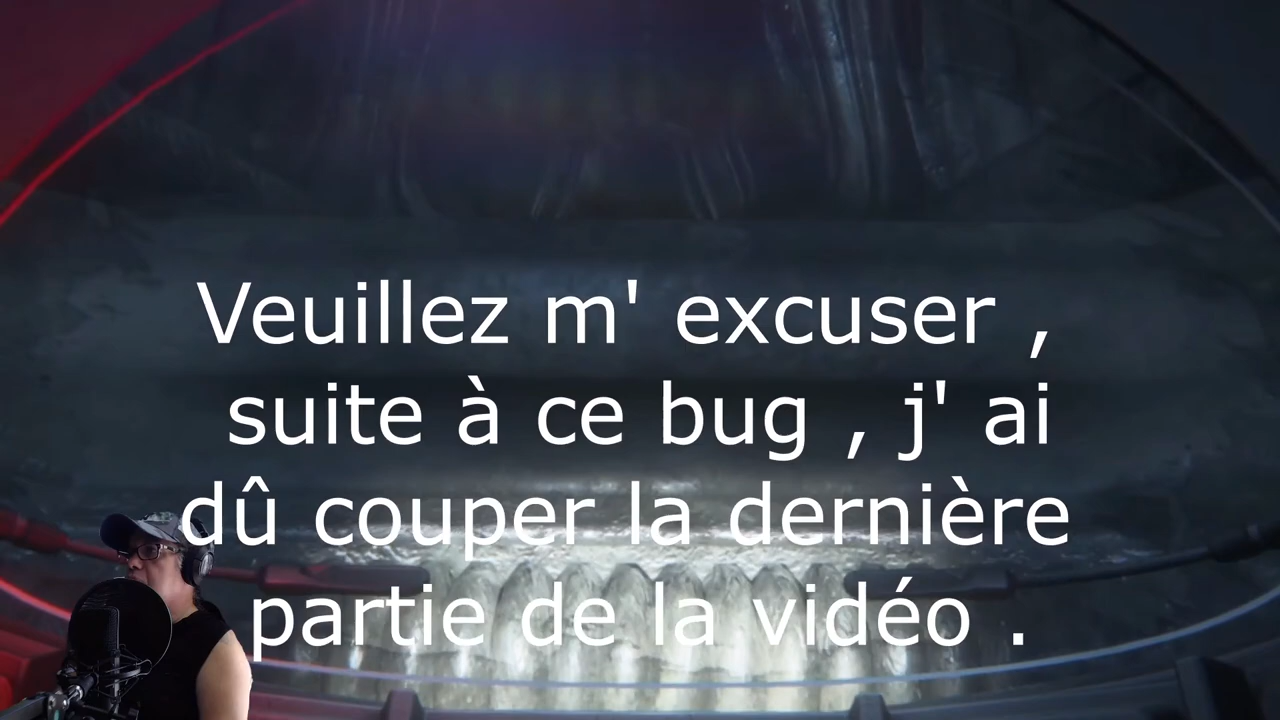 Veuillez m' excuser ,
suite à ce bug , j' ai
dû couper la dernière
partie de la vidéo .